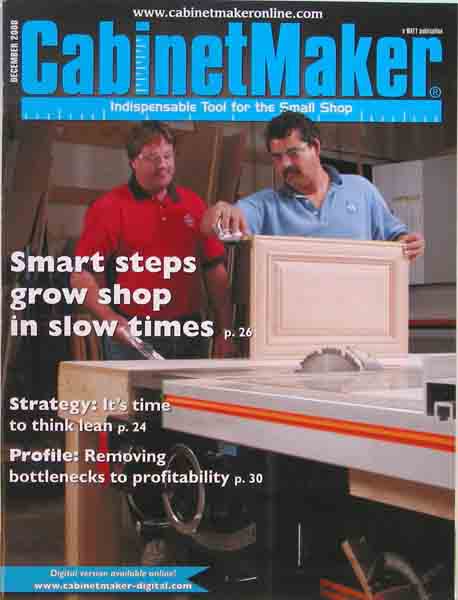 www.cabinetmakeronline.com
DECEMBER 2008
a WATT publication
CabinetMaker®
Indispensable Tool for the Small Shop
Smart steps
grow shop
in slow times p. 26
Strategy: It's time
to think lean p. 24
Profile: Removing
bottlenecks to profitability p. 30
Digital version available online!
www.cabinetmaker-digital.com